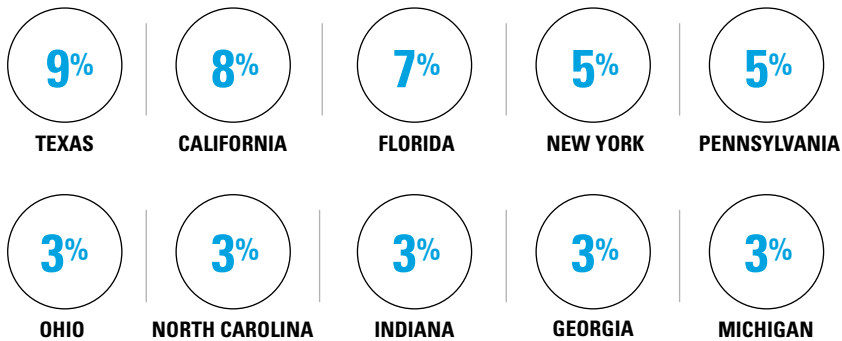 9% 8% 7% 5% 5%
TEXAS CALIFORNIA FLORIDA NEW YORK PENNSYLVANIA
3% 3% 3% 3% 3%
OHIO NORTH CAROLINA INDIANA GEORGIA MICHIGAN